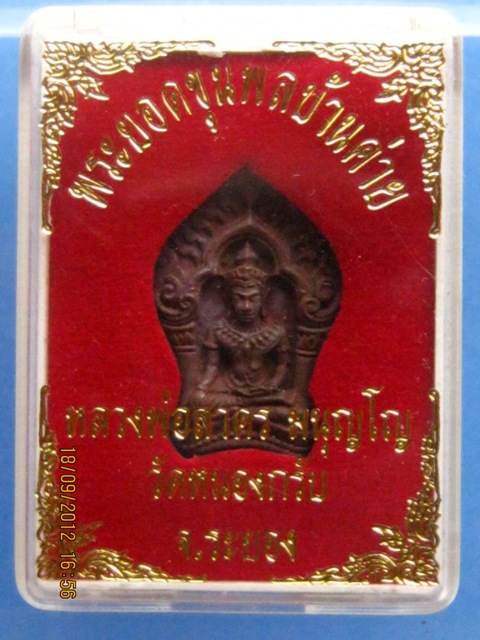 พระยอดขุนพลบ้านค่าย
หลวงพ่อสาคร มนุญโญ
วัดหนองกรับ
จ.ระยอง
18/09/2012 16:56